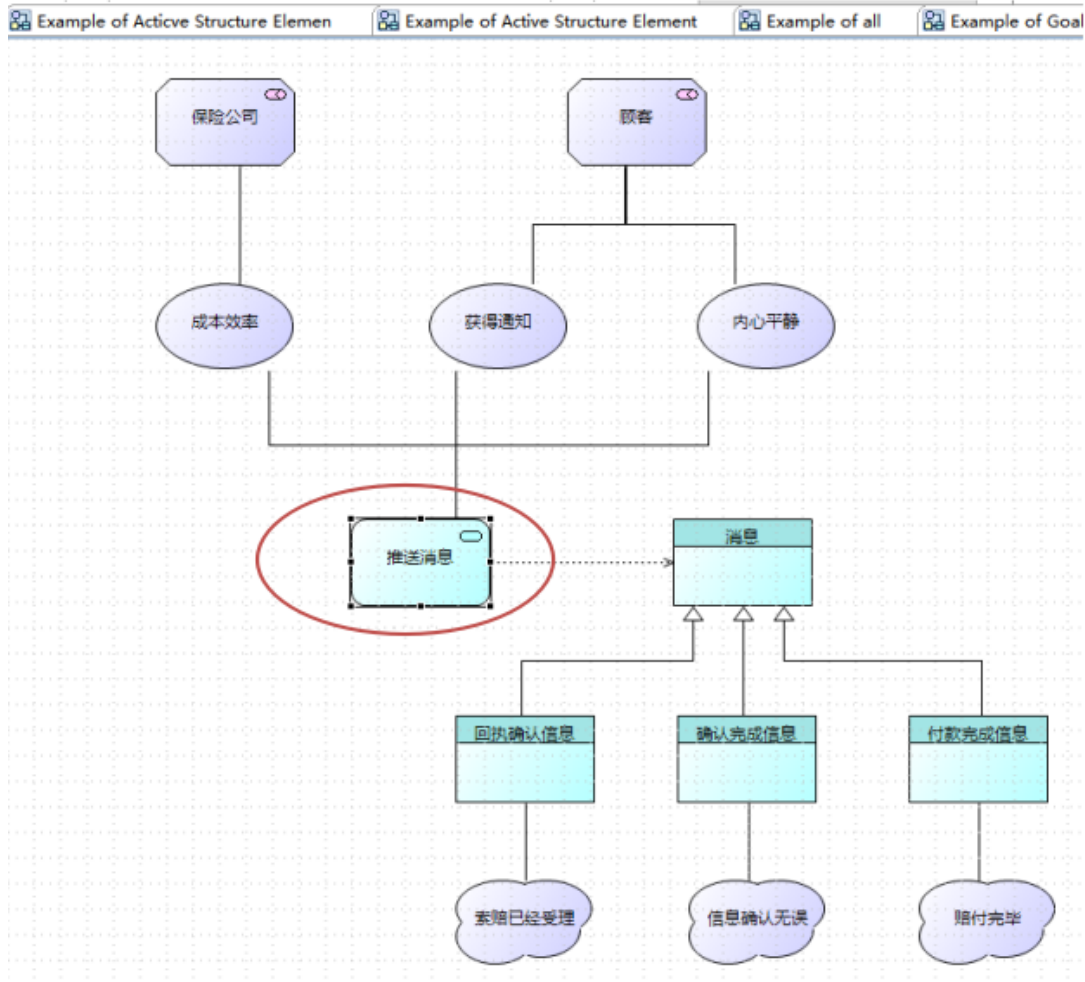 Example of Acticve Structure Elemen
Example of Active Structure Element
Example of all
Example of Goal
保险公司
顾客
成本效率
获得通知
内心平静
推送消息
消息
回执确认信息
确认完成信息
付款完成信息
索赔已经受理
信息确认无误
赔付完毕